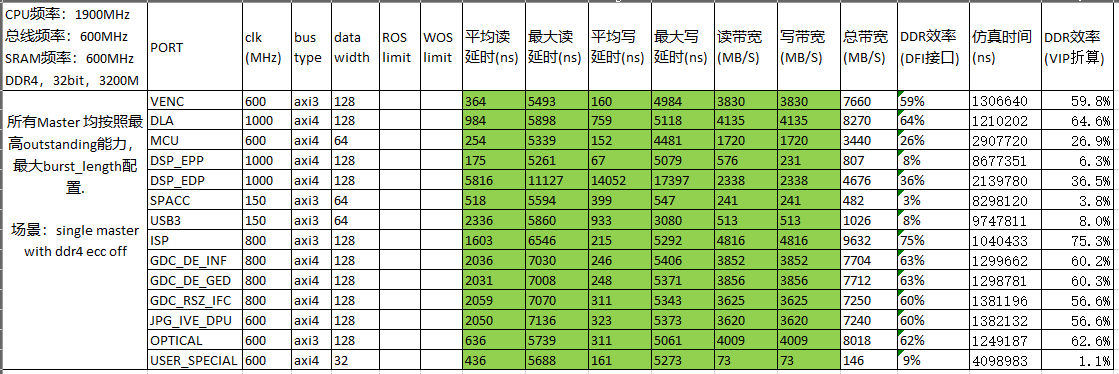 CPU频率：1900MHz
总线频率：600MHz
SRAM频率：600MHz
DDR4，32bit，3200M
PORT clk (MHz) bus type data width ROS limit WOS limit 平均读延时(ns) 最大读延时(ns) 平均写延时(ns) 最大写延时(ns) 读带宽(MB/S) 写带宽(MB/S) 总带宽(MB/S) DDR效率(DFI接口) 仿真时间(ns) DDR效率(VIP折算)
所有Master 均按照最
高outstanding能力，
最大burst_length配
置.
场景：single master
with ddr4 ecc off
VENC 600 axi3 128 364 5493 160 4984 3830 3830 7660 59% 1306640 59.8%
DLA 1000 axi4 128 984 5898 759 5118 4135 4135 8270 64% 1210202 64.6%
MCU 600 axi4 64 254 5339 152 4481 1720 1720 3440 26% 2907720 26.9%
DSP_EPP 1000 axi4 128 175 5261 67 5079 576 231 807 8% 8677351 6.3%
DSP_EDP 1000 axi4 128 5816 11127 14052 17397 2338 2338 4676 36% 2139780 36.5%
SPACC 150 axi3 64 518 5594 399 547 241 241 482 3% 8298120 3.8%
USB3 150 axi3 64 2336 5860 933 3080 513 513 1026 8% 9747811 8.0%
ISP 800 axi3 128 1603 6546 215 5292 4816 4816 9632 75% 1040433 75.3%
GDC_DE_INF 800 axi4 128 2036 7030 246 5406 3852 3852 7704 63% 1299662 60.2%
GDC_DE_GED 800 axi4 128 2031 7008 248 5371 3856 3856 7712 63% 1298781 60.3%
GDC_RSZ_IFC 800 axi4 128 2059 7070 311 5343 3625 3625 7250 60% 1381196 56.6%
JPG_IVE_DPU 600 axi4 128 2050 7136 323 5373 3620 3620 7240 60% 1382132 56.6%
OPTICAL 600 axi3 128 636 5739 311 5061 4009 4009 8018 62% 1249187 62.6%
USER_SPECIAL 600 axi4 32 436 5688 161 5273 73 73 146 9% 4098983 1.1%